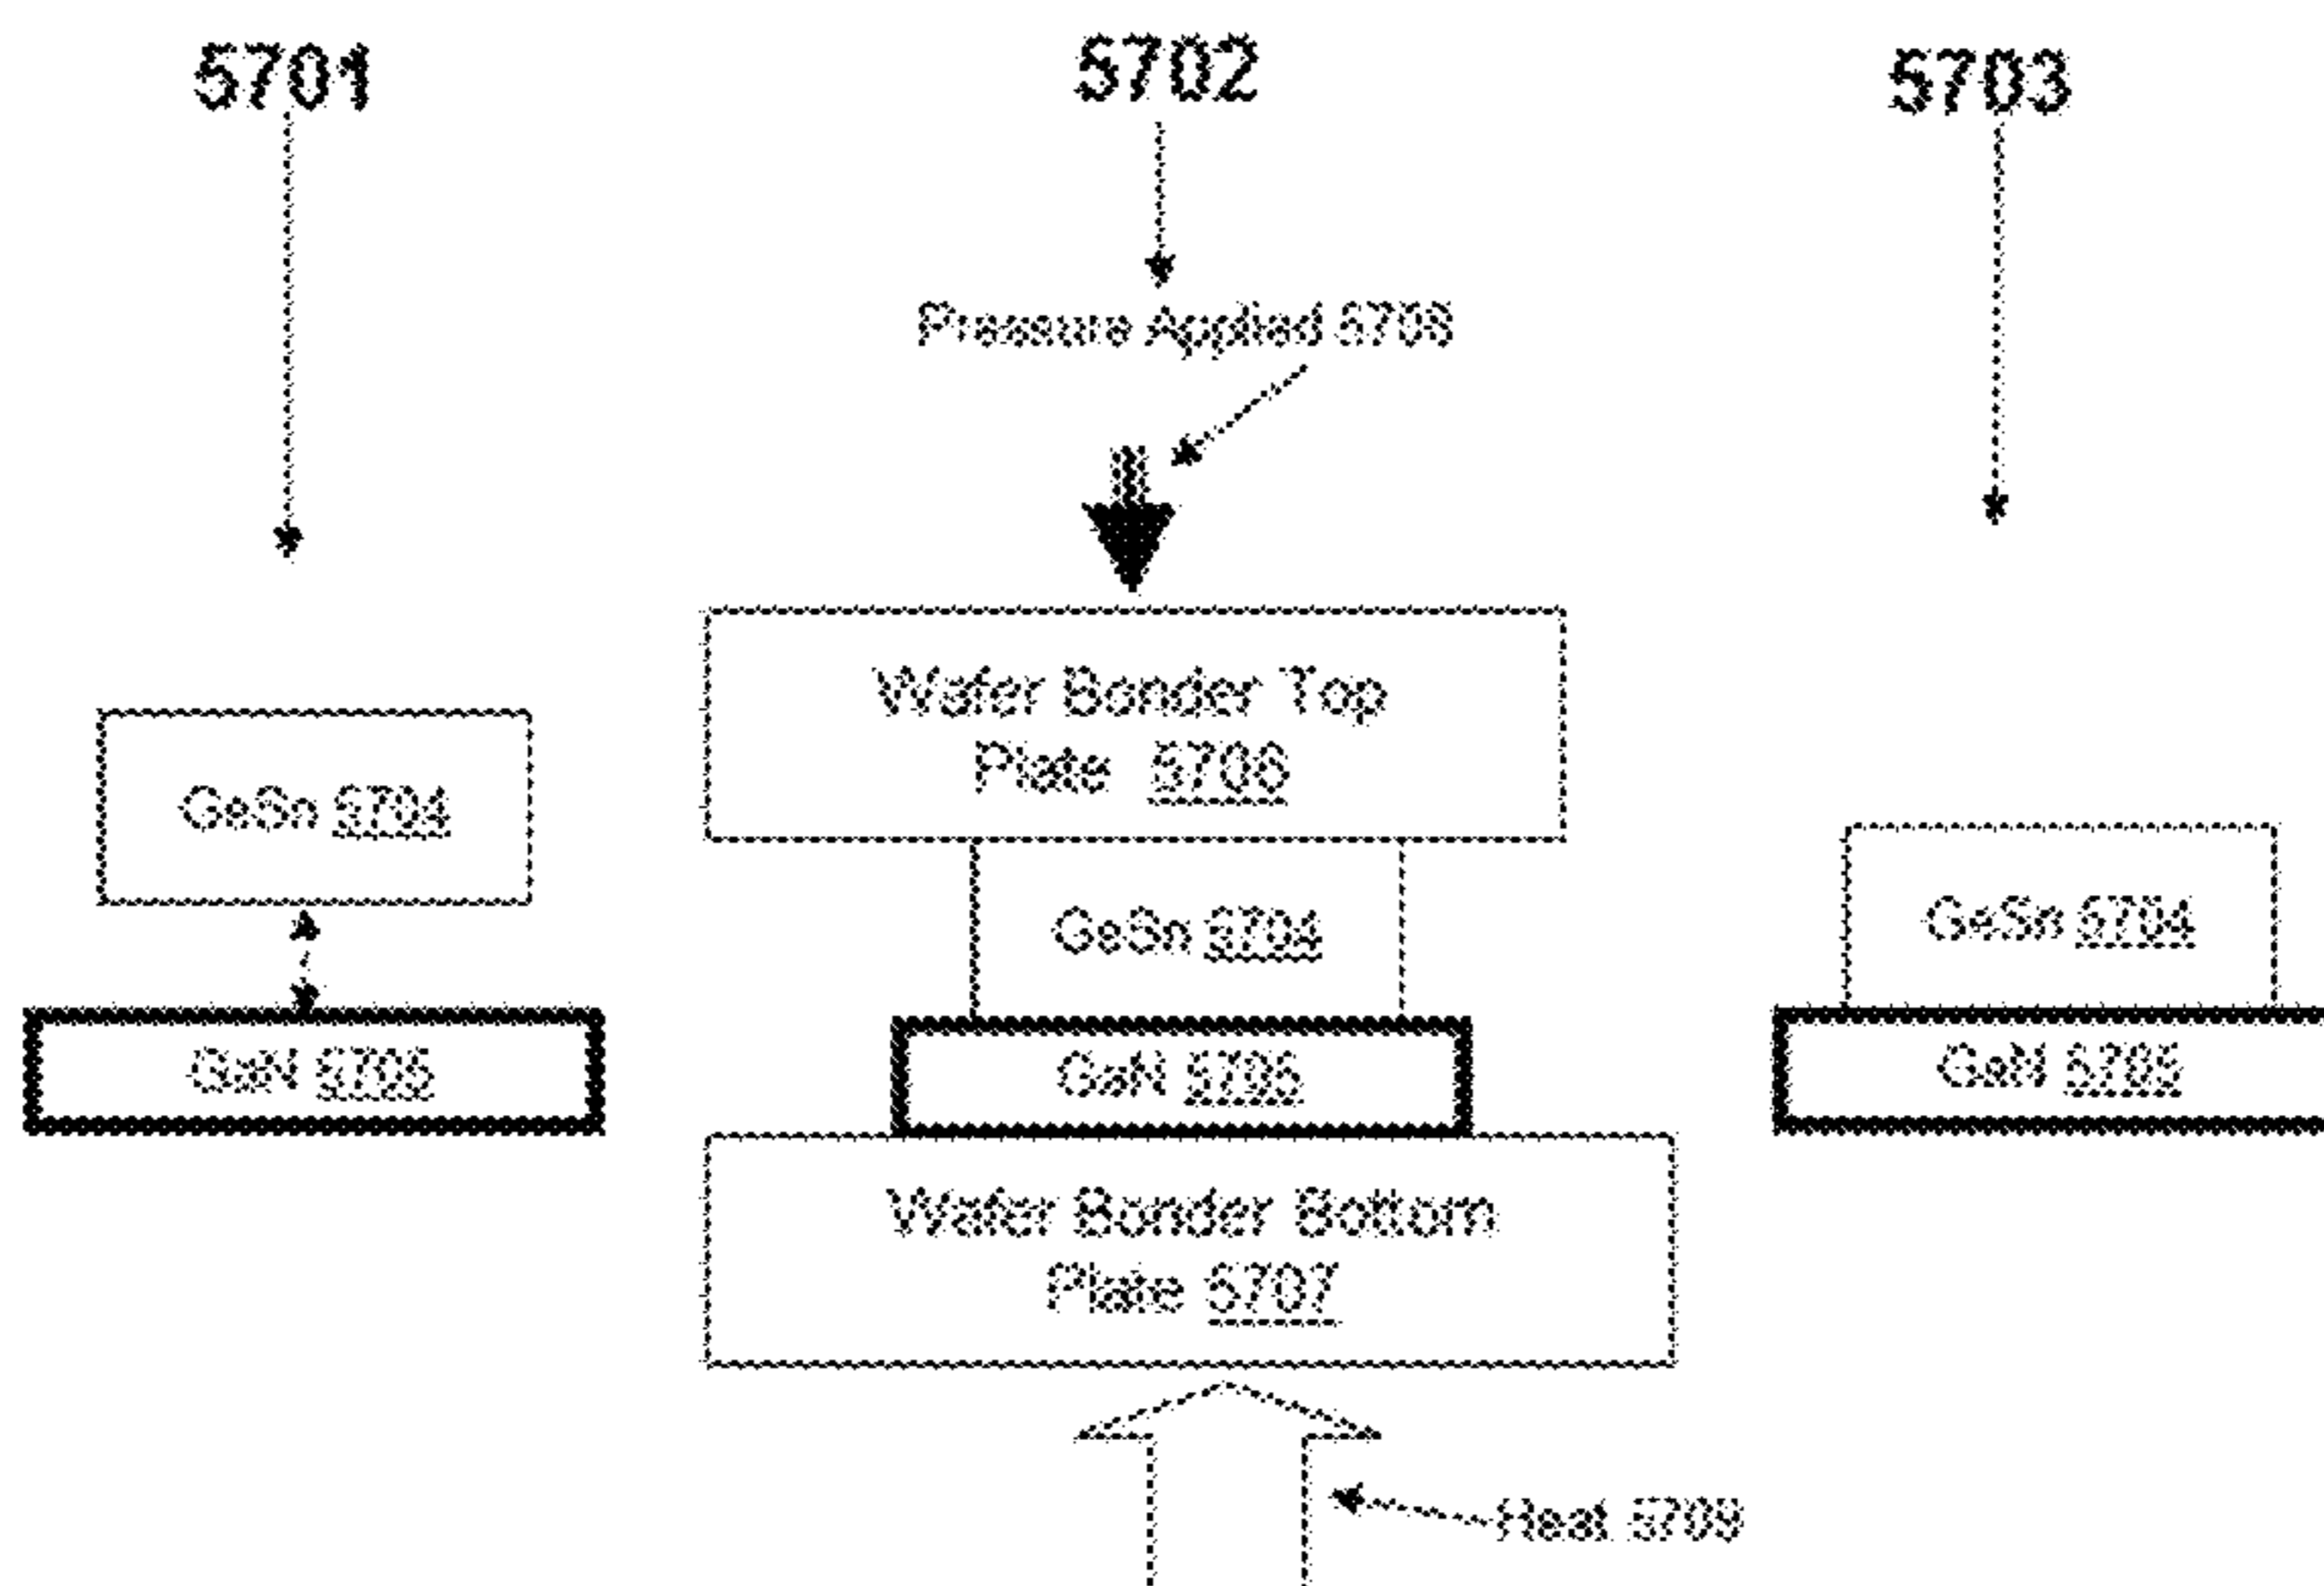 5701
5702
5703
Pressure Applied 5708
Wafer Bonder Top
Plate 5706
GeSn 5704
GeSn 5704
GeSn 5704
GaN 5705
GaN 5705
GaN 5705
Wafer Bonder Bottom
Plate 5707
Heat 5709